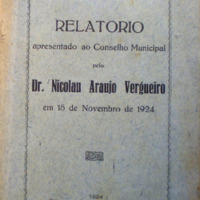 RELATORIO
apresentado ao Conselho Municipal
pelo
Dr. Nicolau Araujo Vergueiro
em 15 de Novembro de 1924
1924